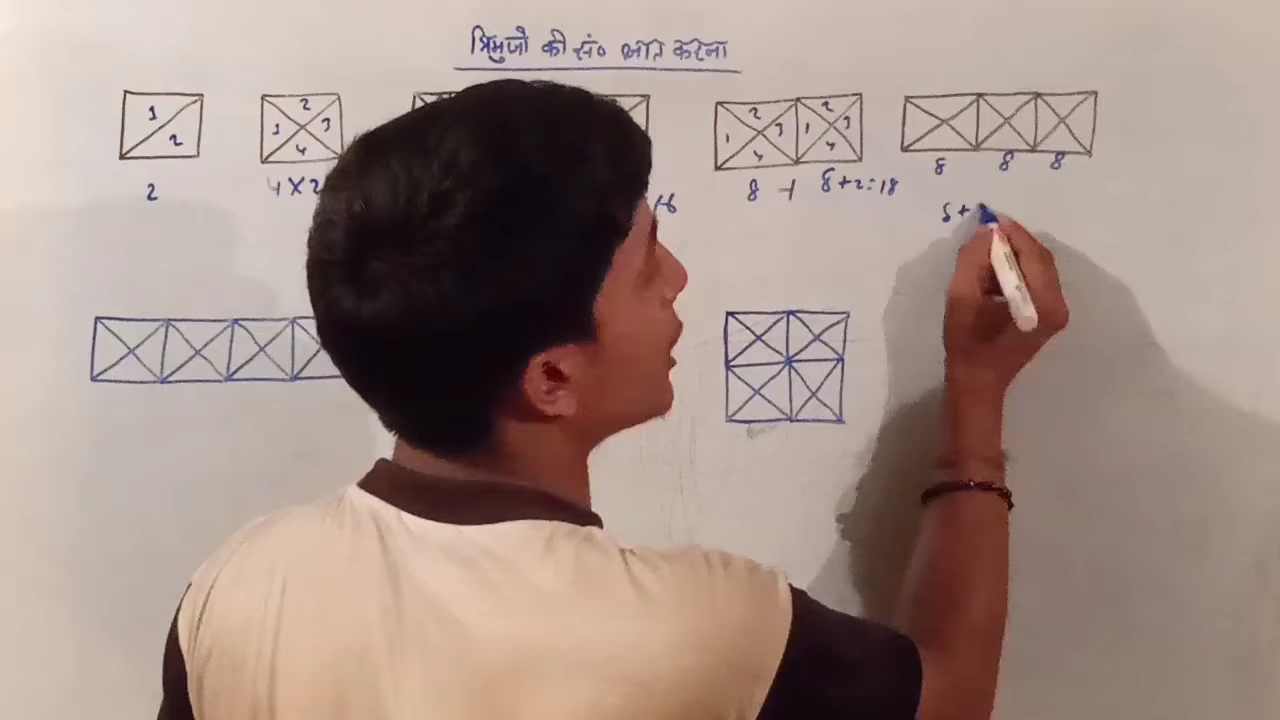 त्रिभुजो की सं० ज्ञात करना
1 2
1 2 3 4
1 2 3 4 1 2 3 4
2
4 X 2
8 + 8 + 2 = 18
8 8 8
8 +